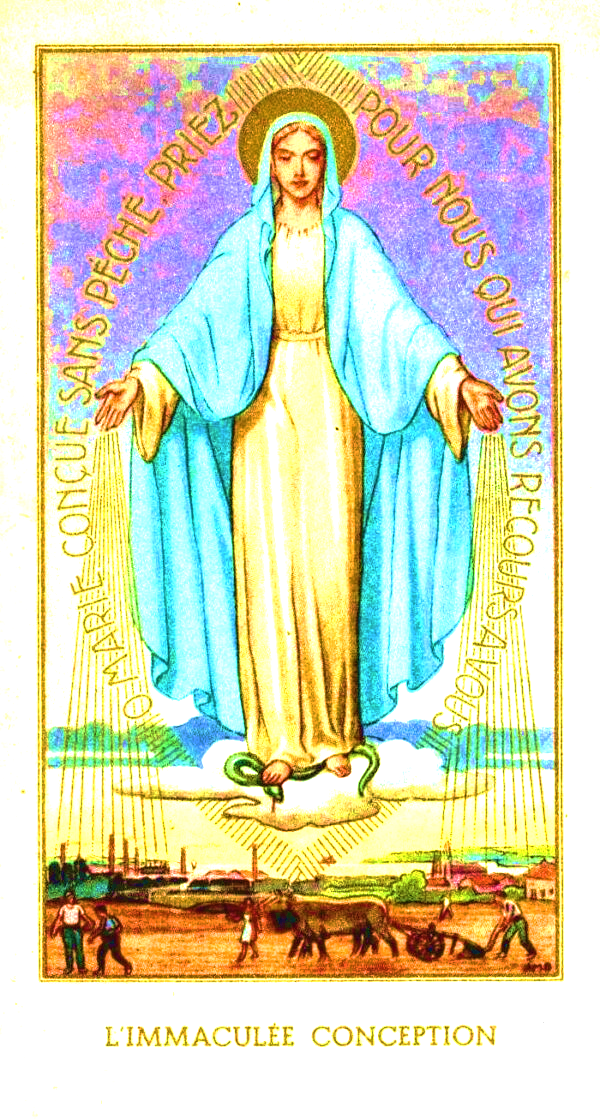 O MARIE CONÇUE SANS PÉCHÉ PRIEZ POUR NOUS QUI AVONS RECOURS A VOUS
L'IMMACULÉE CONCEPTION